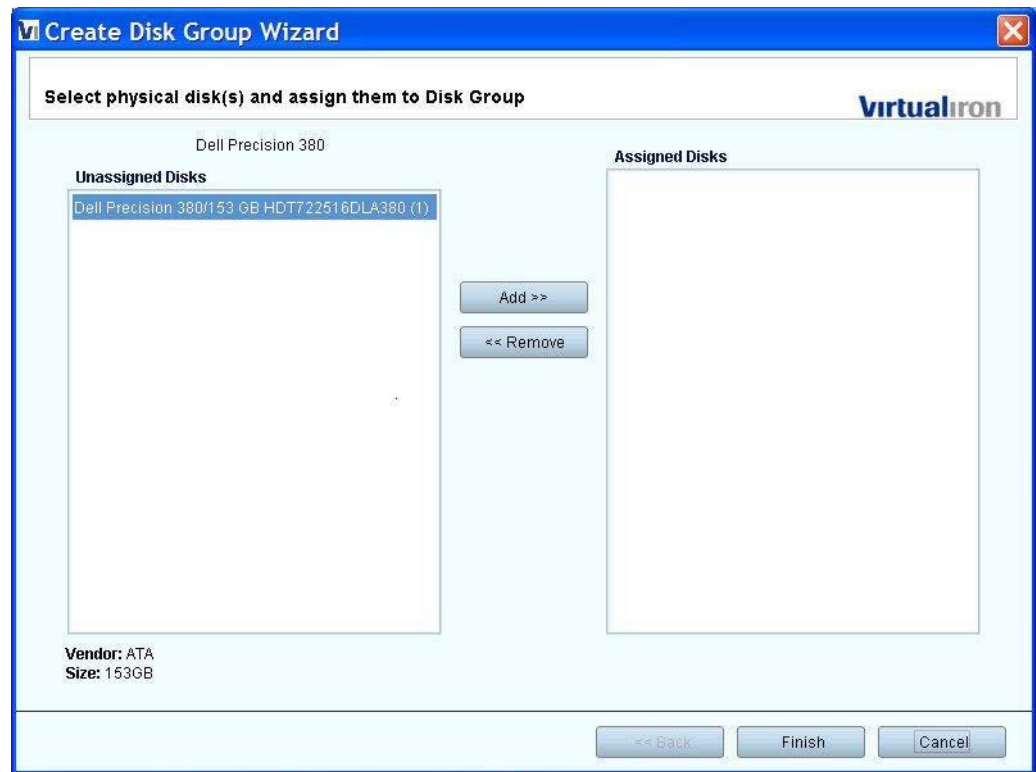 VI Create Disk Group Wizard
Select physical disk(s) and assign them to Disk Group
Virtualiron
Dell Precision 380
Unassigned Disks
Assigned Disks
Dell Precision 380/153 GB HDT722516DLA380 (1)
Add >>
<< Remove
Vendor: ATA
Size: 153GB
<< Back
Finish
Cancel